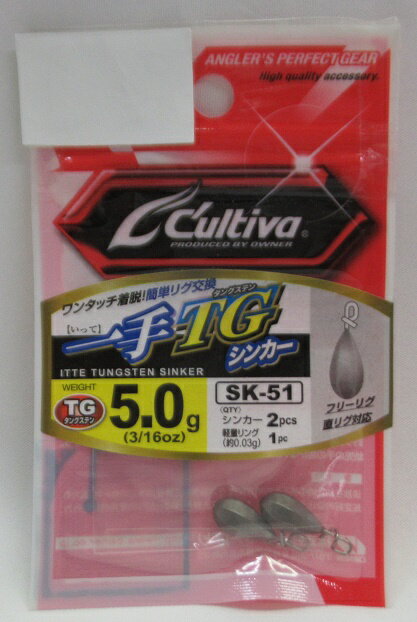 ANGLER'S PERFECT GEAR
High quality accessory.
C'ultiva®
PRODUCED BY OWNER
ワンタッチ着脱!簡単リグ交換
【いって】
タングステン
一手TG
シンカー
ITTE TUNGSTEN SINKER
WEIGHT
TG
タングステン
5.0g
(3/16oz)
SK-51
(QTY)
シンカー 2pcs
軽量リング
(約0.03g) 1pc
フリーリグ
直リグ対応